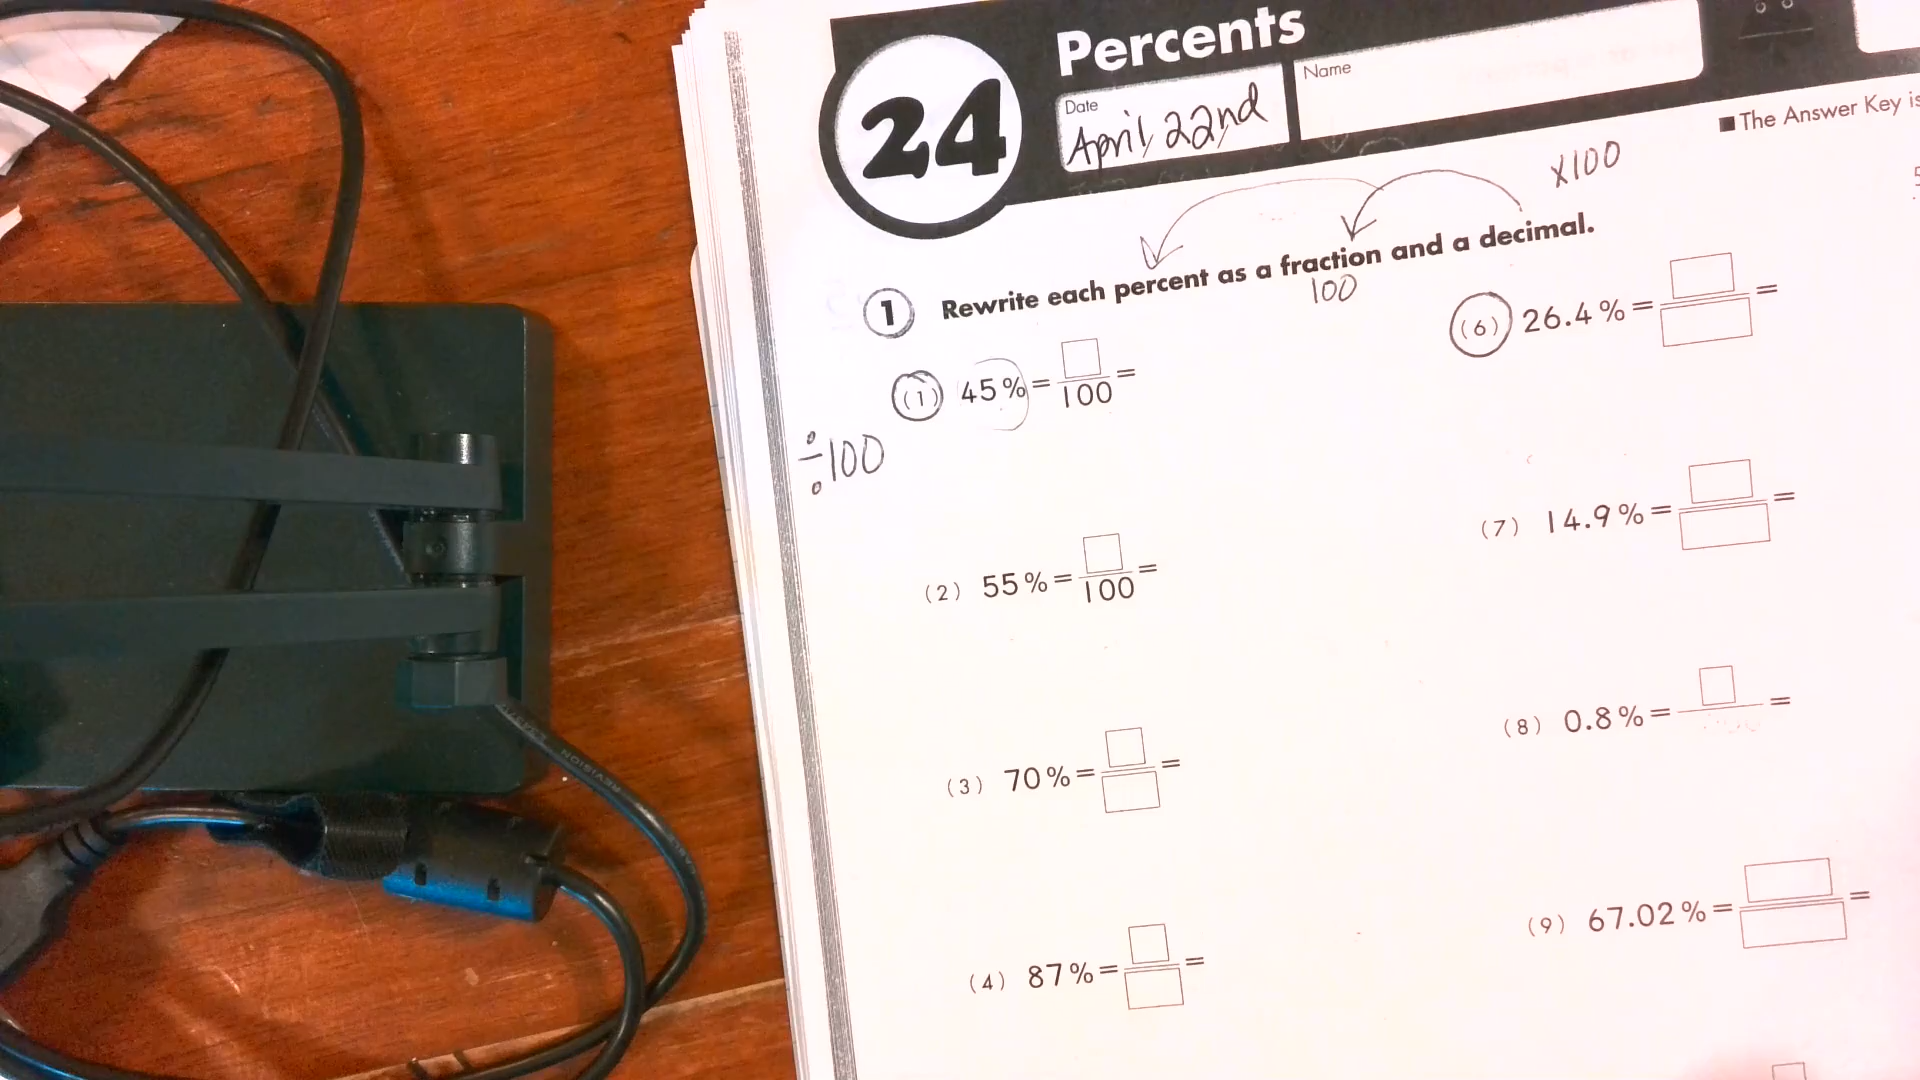 24
Percents
Date
April, 22nd
Name
■ The Answer Key is
x100
1 Rewrite each percent as a fraction and a decimal.
100
(1) 45% = □/100 =
÷100
(2) 55% = □/100 =
(3) 70% = □/□ =
(4) 87% = □/□ =
(6) 26.4% = □/□ =
(7) 14.9% = □/□ =
(8) 0.8% = □/ =
(9) 67.02% = □/□ =